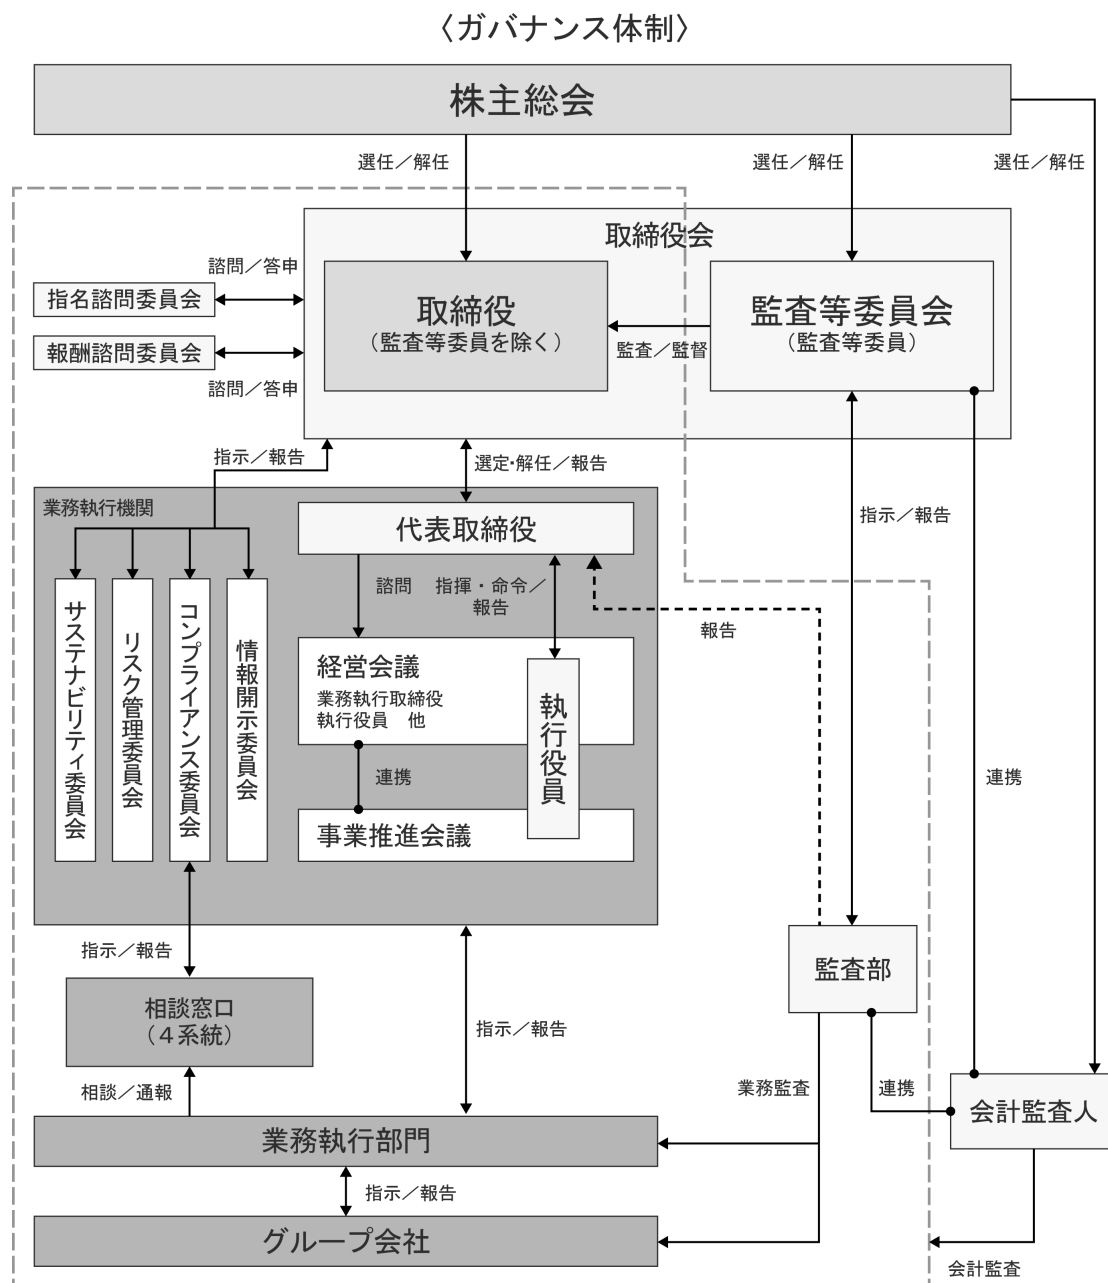 〈ガバナンス体制〉
株主総会
選任／解任
選任／解任
選任／解任
取締役会
諮問／答申
指名諮問委員会
報酬諮問委員会
諮問／答申
取締役
（監査等委員を除く）
監査／監督
監査等委員会
（監査等委員）
指示／報告
選定・解任／報告
業務執行機関
代表取締役
指示／報告
諮問
指揮・命令／
報告
報告
サステナビリティ委員会
リスク管理委員会
コンプライアンス委員会
情報開示委員会
経営会議
業務執行取締役
執行役員　他
執行役員
連携
連携
事業推進会議
指示／報告
監査部
相談窓口
（４系統）
指示／報告
相談／通報
業務監査
連携
会計監査人
業務執行部門
指示／報告
グループ会社
会計監査